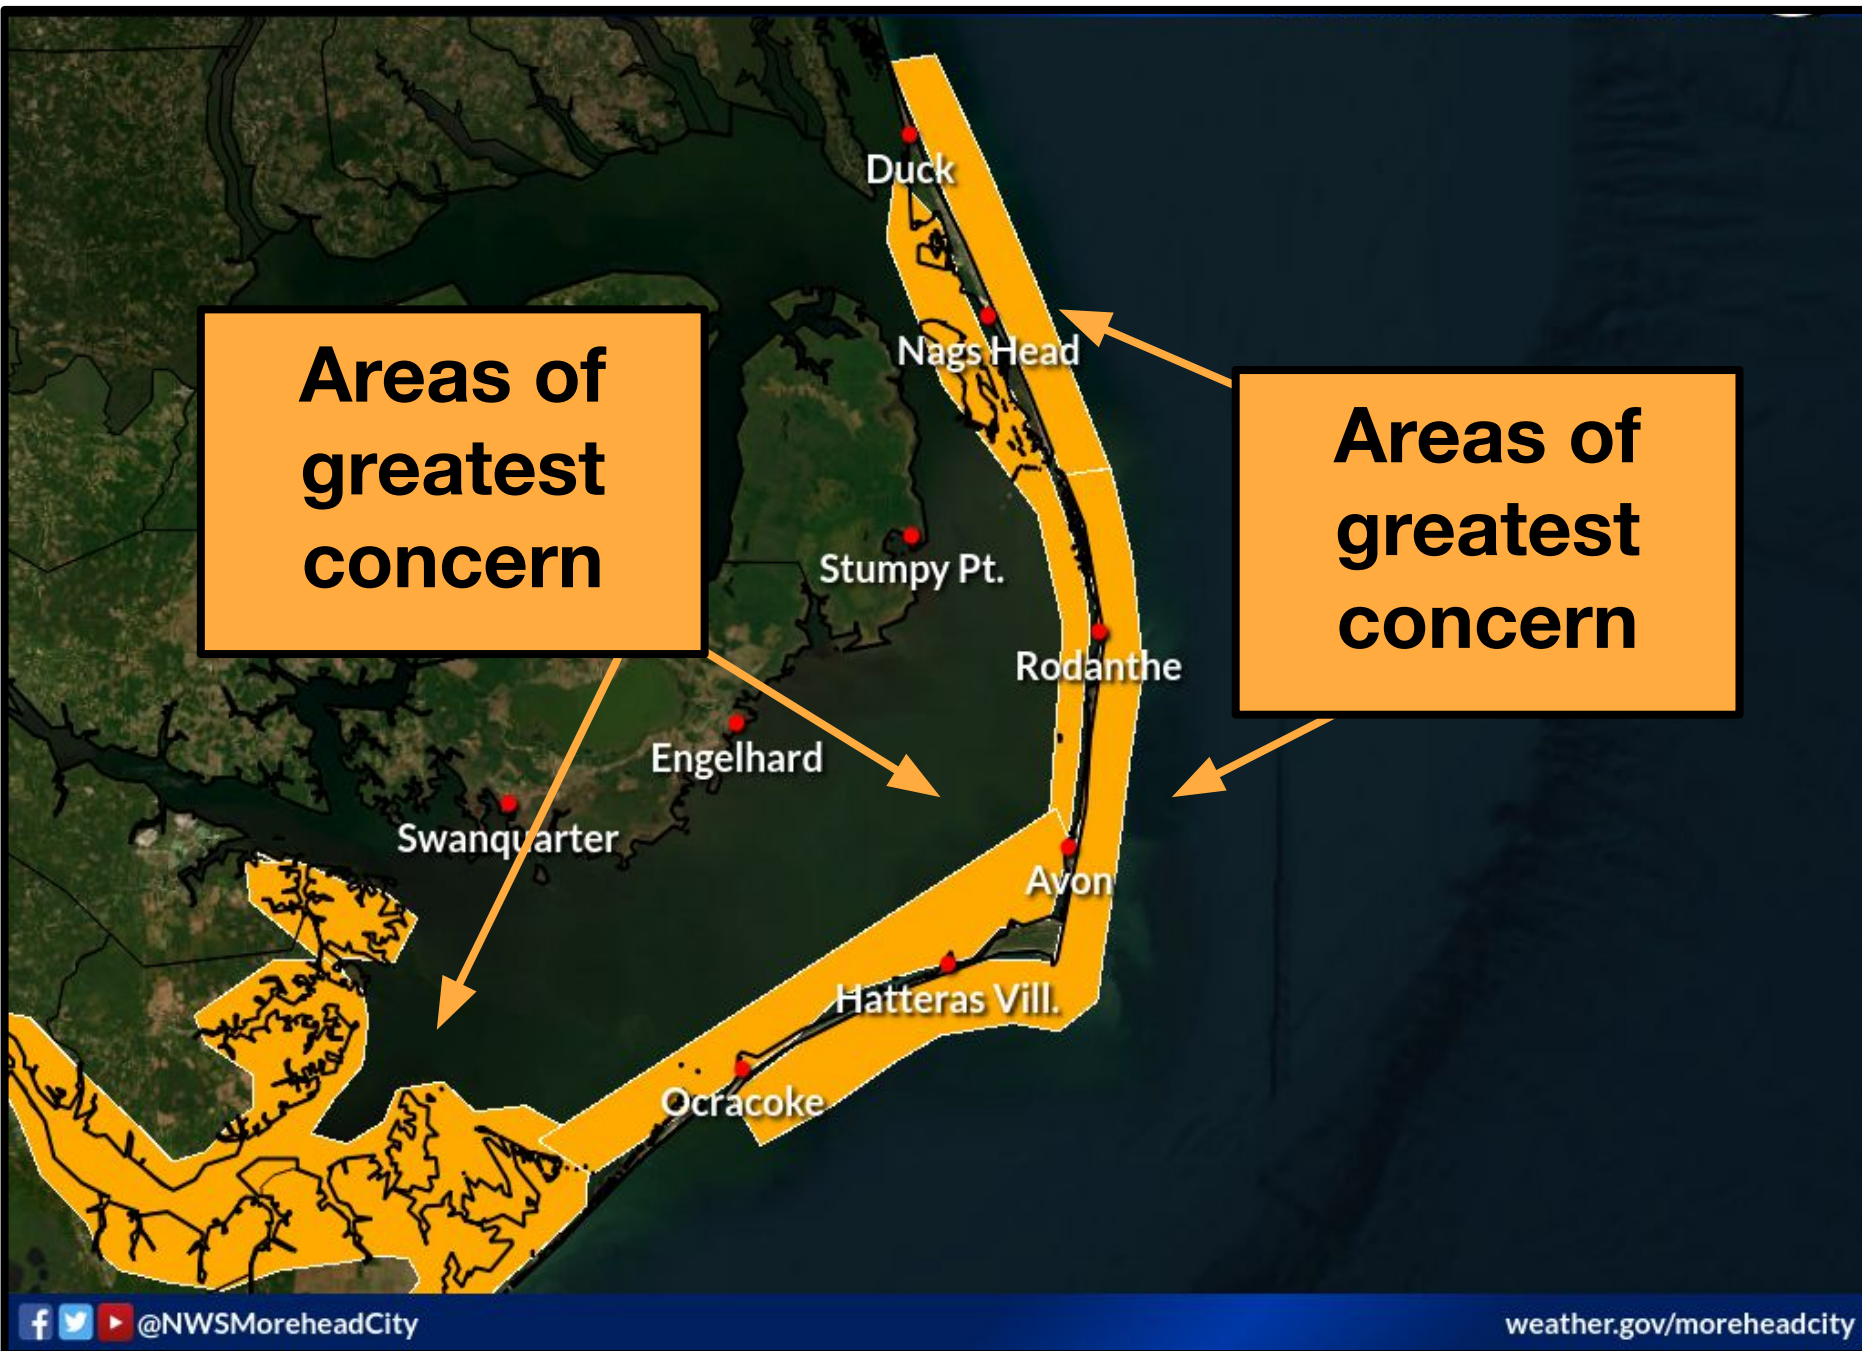 Duck
Nags Head
Areas of
greatest
concern
Areas of
greatest
concern
Stumpy Pt.
Rodanthe
Engelhard
Swanquarter
Avon
Hatteras Vill.
Ocracoke
@NWSMoreheadCity
weather.gov/moreheadcity